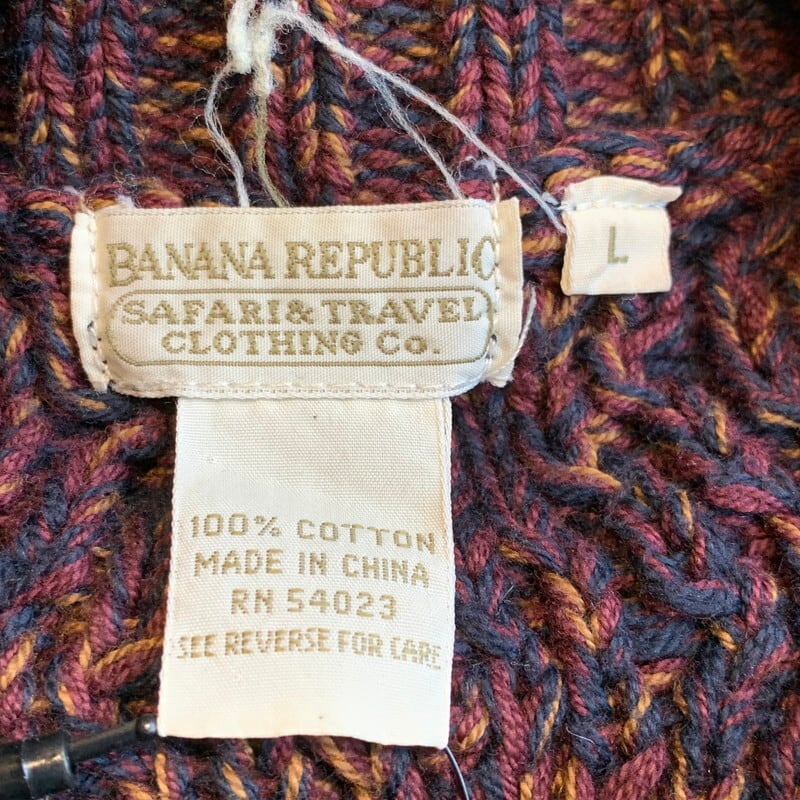 BANANA REPUBLIC
SAFARI & TRAVEL
CLOTHING Co.
L.
100% COTTON
MADE IN CHINA
RN 54023
SEE REVERSE FOR CARE